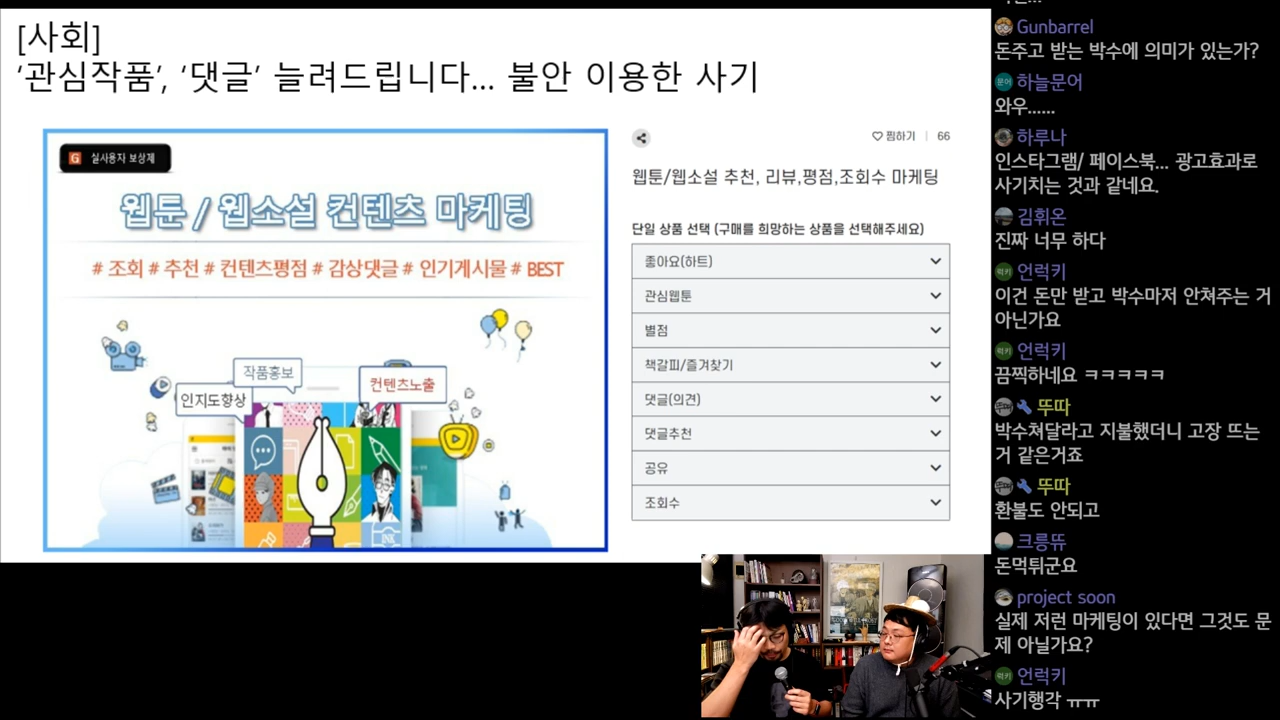 [사회]
‘관심작품’, ‘댓글’ 늘려드립니다... 불안 이용한 사기
G 실사용자 보상제
웹툰 / 웹소설 컨텐츠 마케팅
# 조회 # 추천 # 컨텐츠평점 # 감상댓글 # 인기게시물 # BEST
작품홍보
인지도향상
컨텐츠노출
찜하기 | 66
웹툰/웹소설 추천, 리뷰,평점,조회수 마케팅
단일 상품 선택 (구매를 희망하는 상품을 선택해주세요)
좋아요(하트)
관심웹툰
별점
책갈피/즐겨찾기
댓글(의견)
댓글추천
공유
조회수
Gunbarrel
돈주고 받는 박수에 의미가 있는가?
하늘문어
와우......
하루나
인스타그램/ 페이스북... 광고효과로
사기치는 것과 같네요.
김휘온
진짜 너무 하다
럭키 언럭키
이건 돈만 받고 박수마저 안쳐주는 거
아닌가요
럭키 언럭키
끔찍하네요 ㅋㅋㅋㅋㅋ
뚜따
박수쳐달라고 지불했더니 고장 뜨는
거 같은거죠
뚜따
환불도 안되고
크릉뜌
돈먹튀군요
project soon
실제 저런 마케팅이 있다면 그것도 문
제 아닐가요?
럭키 언럭키
사기행각 ㅠㅠ